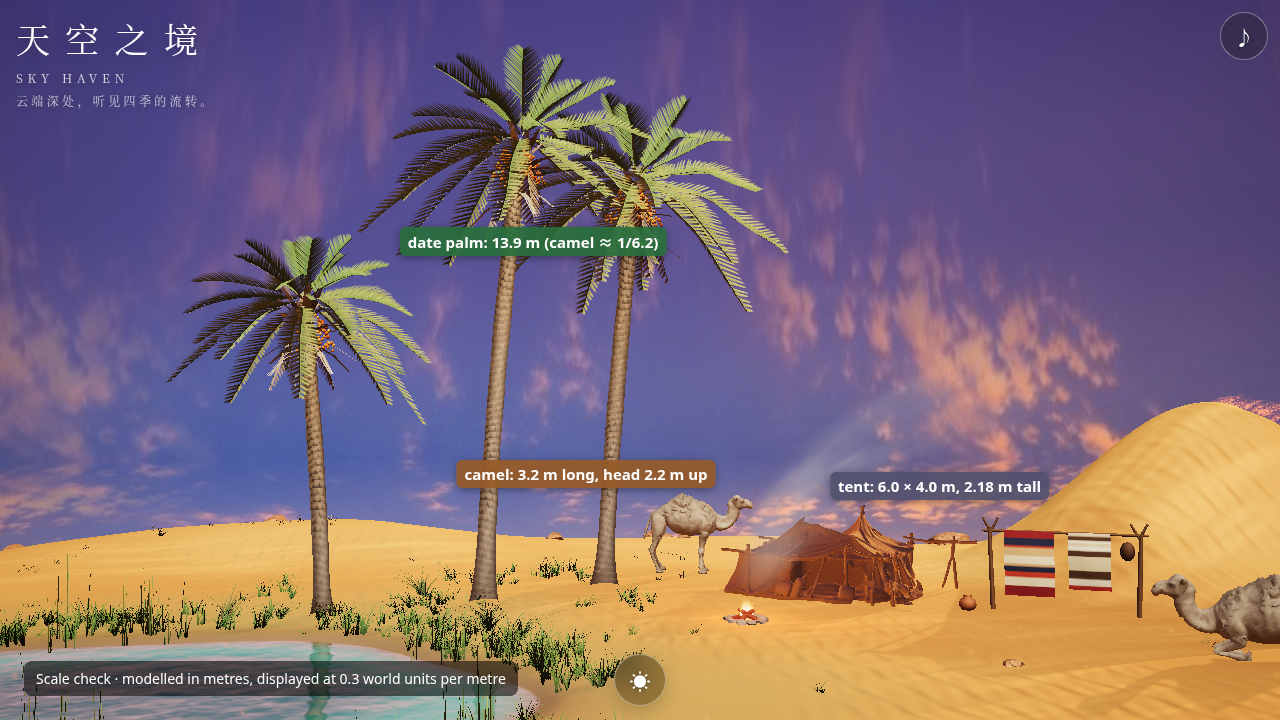 天空之境
SKY HAVEN
云端深处，听见四季的流转。
♪
date palm: 13.9 m (camel ≈ 1/6.2)
camel: 3.2 m long, head 2.2 m up
tent: 6.0 × 4.0 m, 2.18 m tall
Scale check · modelled in metres, displayed at 0.3 world units per metre